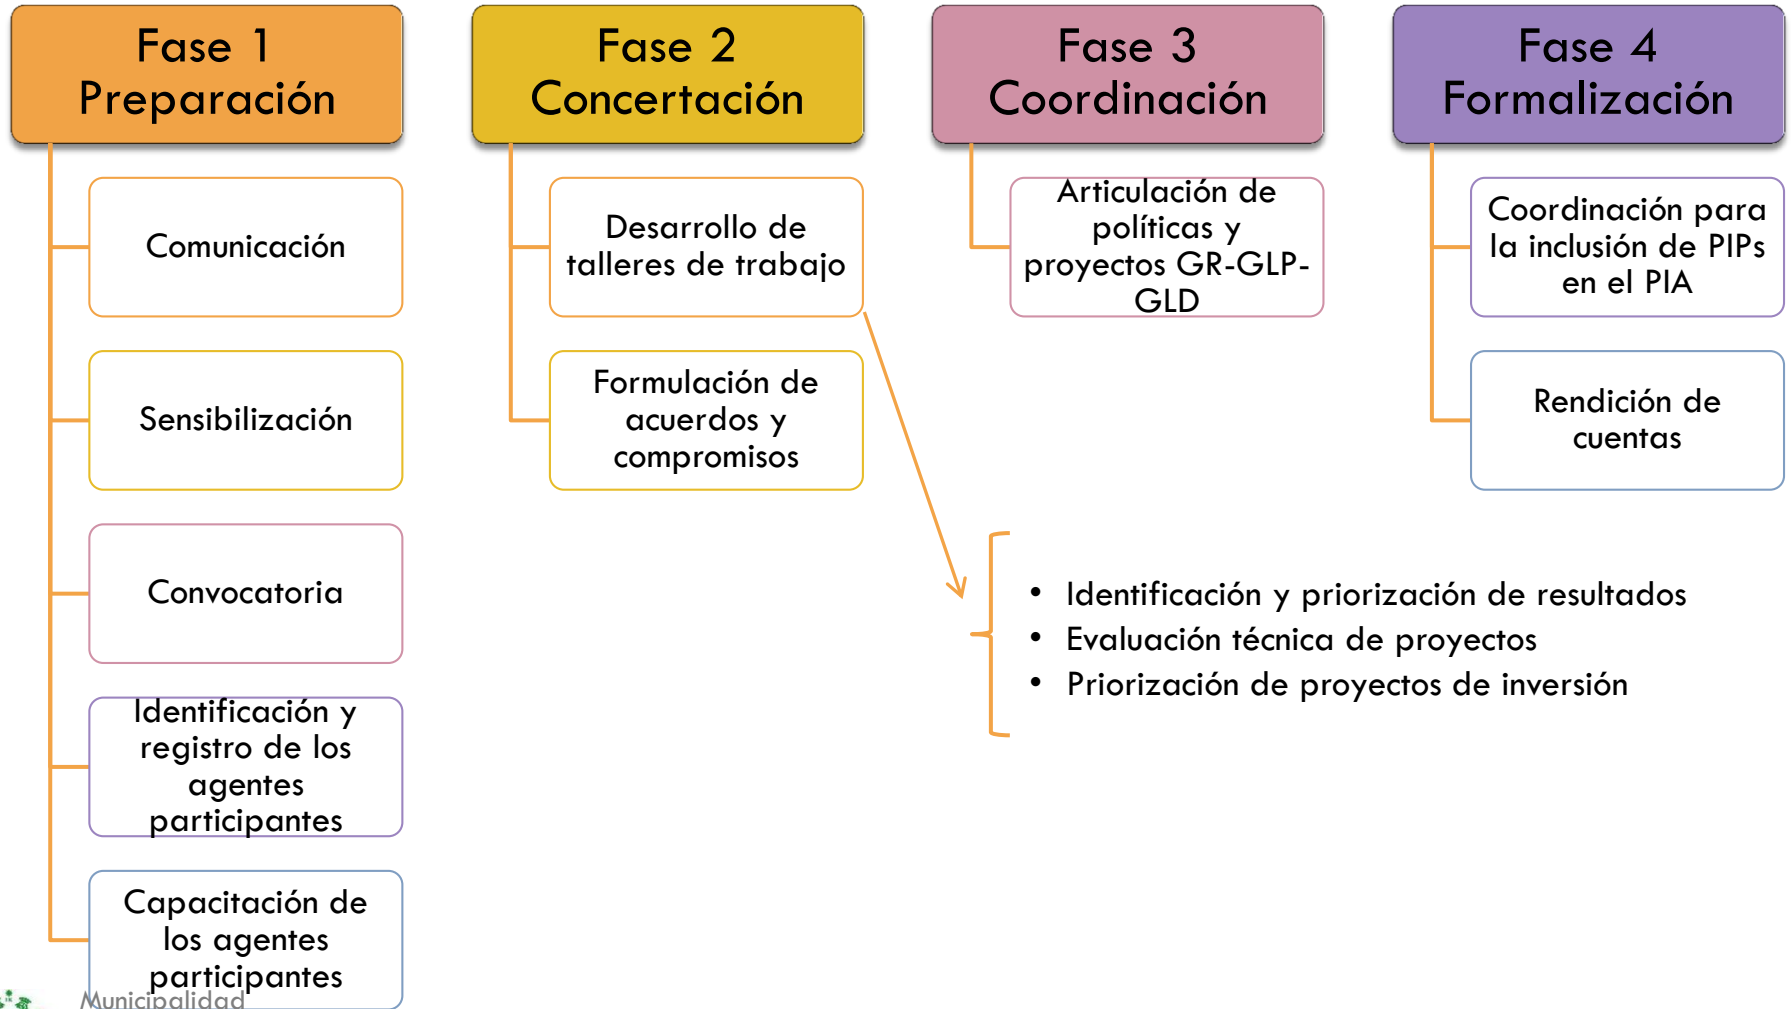 Fase 1
Preparación
Comunicación
Sensibilización
Convocatoria
Identificación y
registro de los
agentes
participantes
Capacitación de
los agentes
participantes
Fase 2
Concertación
Desarrollo de
talleres de trabajo
Formulación de
acuerdos y
compromisos
Fase 3
Coordinación
Articulación de
políticas y
proyectos GR-GLP-
GLD
Fase 4
Formalización
Coordinación para
la inclusión de PIPs
en el PIA
Rendición de
cuentas
• Identificación y priorización de resultados
• Evaluación técnica de proyectos
• Priorización de proyectos de inversión
Municipalidad